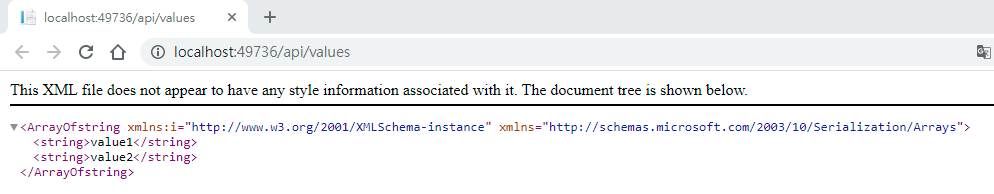 localhost:49736/api/values
localhost:49736/api/values
This XML file does not appear to have any style information associated with it. The document tree is shown below.
▼<ArrayOfstring xmlns:i="http://www.w3.org/2001/XMLSchema-instance" xmlns="http://schemas.microsoft.com/2003/10/Serialization/Arrays">
<string>value1</string>
<string>value2</string>
</ArrayOfstring>